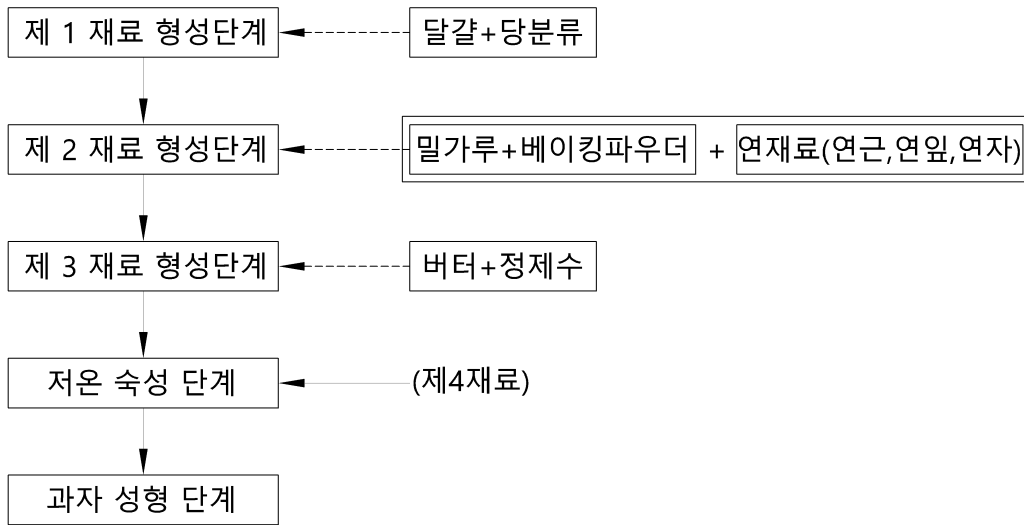 제 1 재료 형성단계
달걀+당분류
제 2 재료 형성단계
밀가루+베이킹파우더 + 연재료(연근,연잎,연자)
제 3 재료 형성단계
버터+정제수
저온 숙성 단계
(제4재료)
과자 성형 단계